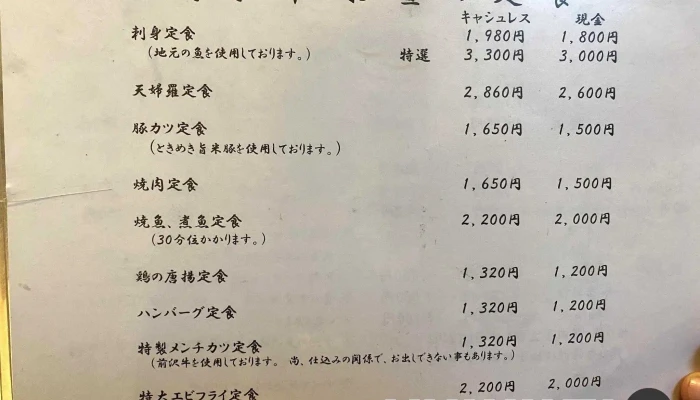 キャッシュレス 現金
刺身定食 1,980円 1,800円
(地元の魚を使用しております。) 特選 3,300円 3,000円
天婦羅定食 2,860円 2,600円
豚カツ定食 1,650円 1,500円
(ときめき旨米豚を使用しております。)
焼肉定食 1,650円 1,500円
焼魚、煮魚定食 2,200円 2,000円
(30分位かかります。)
鶏の唐揚定食 1,320円 1,200円
ハンバーグ定食 1,320円 1,200円
特製メンチカツ定食 1,320円 1,200円
(前沢牛を使用しております。 尚、仕込みの関係で、お出しできない事もあります。)
特大エビフライ定食 2,200円 2,000円